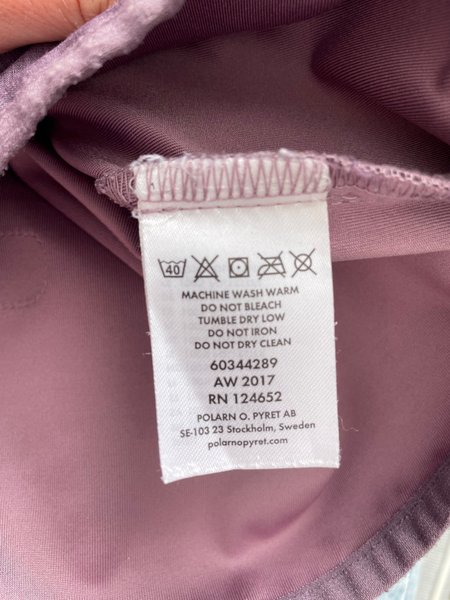 40
MACHINE WASH WARM
DO NOT BLEACH
TUMBLE DRY LOW
DO NOT IRON
DO NOT DRY CLEAN
60344289
AW 2017
RN 124652
POLARN O. PYRET AB
SE-103 23 Stockholm, Sweden
polarnopyret.com